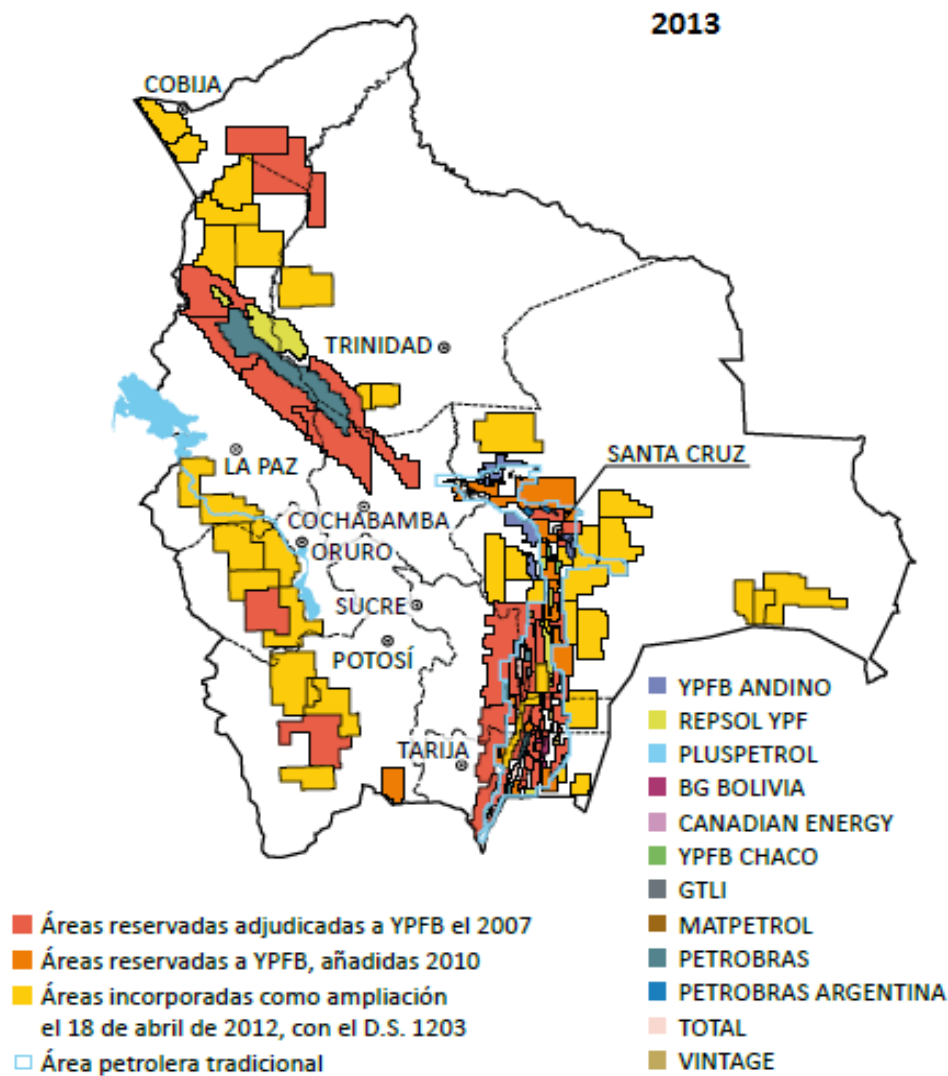 2013
COBIJA
TRINIDAD
SANTA CRUZ
LA PAZ
COCHABAMBA
ORURO
SUCRE
POTOSÍ
TARIJA
YPFB ANDINO
REPSOL YPF
PLUSPETROL
BG BOLIVIA
CANADIAN ENERGY
YPFB CHACO
GTLI
MATPETROL
PETROBRAS
PETROBRAS ARGENTINA
TOTAL
VINTAGE
Áreas reservadas adjudicadas a YPFB el 2007
Áreas reservadas a YPFB, añadidas 2010
Áreas incorporadas como ampliación
el 18 de abril de 2012, con el D.S. 1203
Área petrolera tradicional